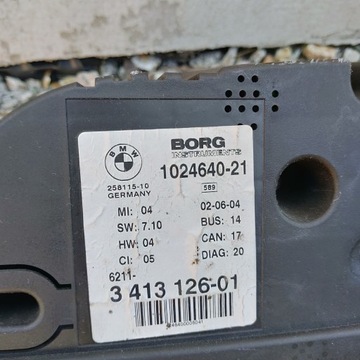 BMW
BORG
INSTRUMENTS
1024640-21
258115-10
GERMANY
589
MI: 04 02-06-04
SW: 7.10 BUS: 14
HW: 04 CAN: 17
CI: 05 DIAG: 20
6211-
3 413 126-01